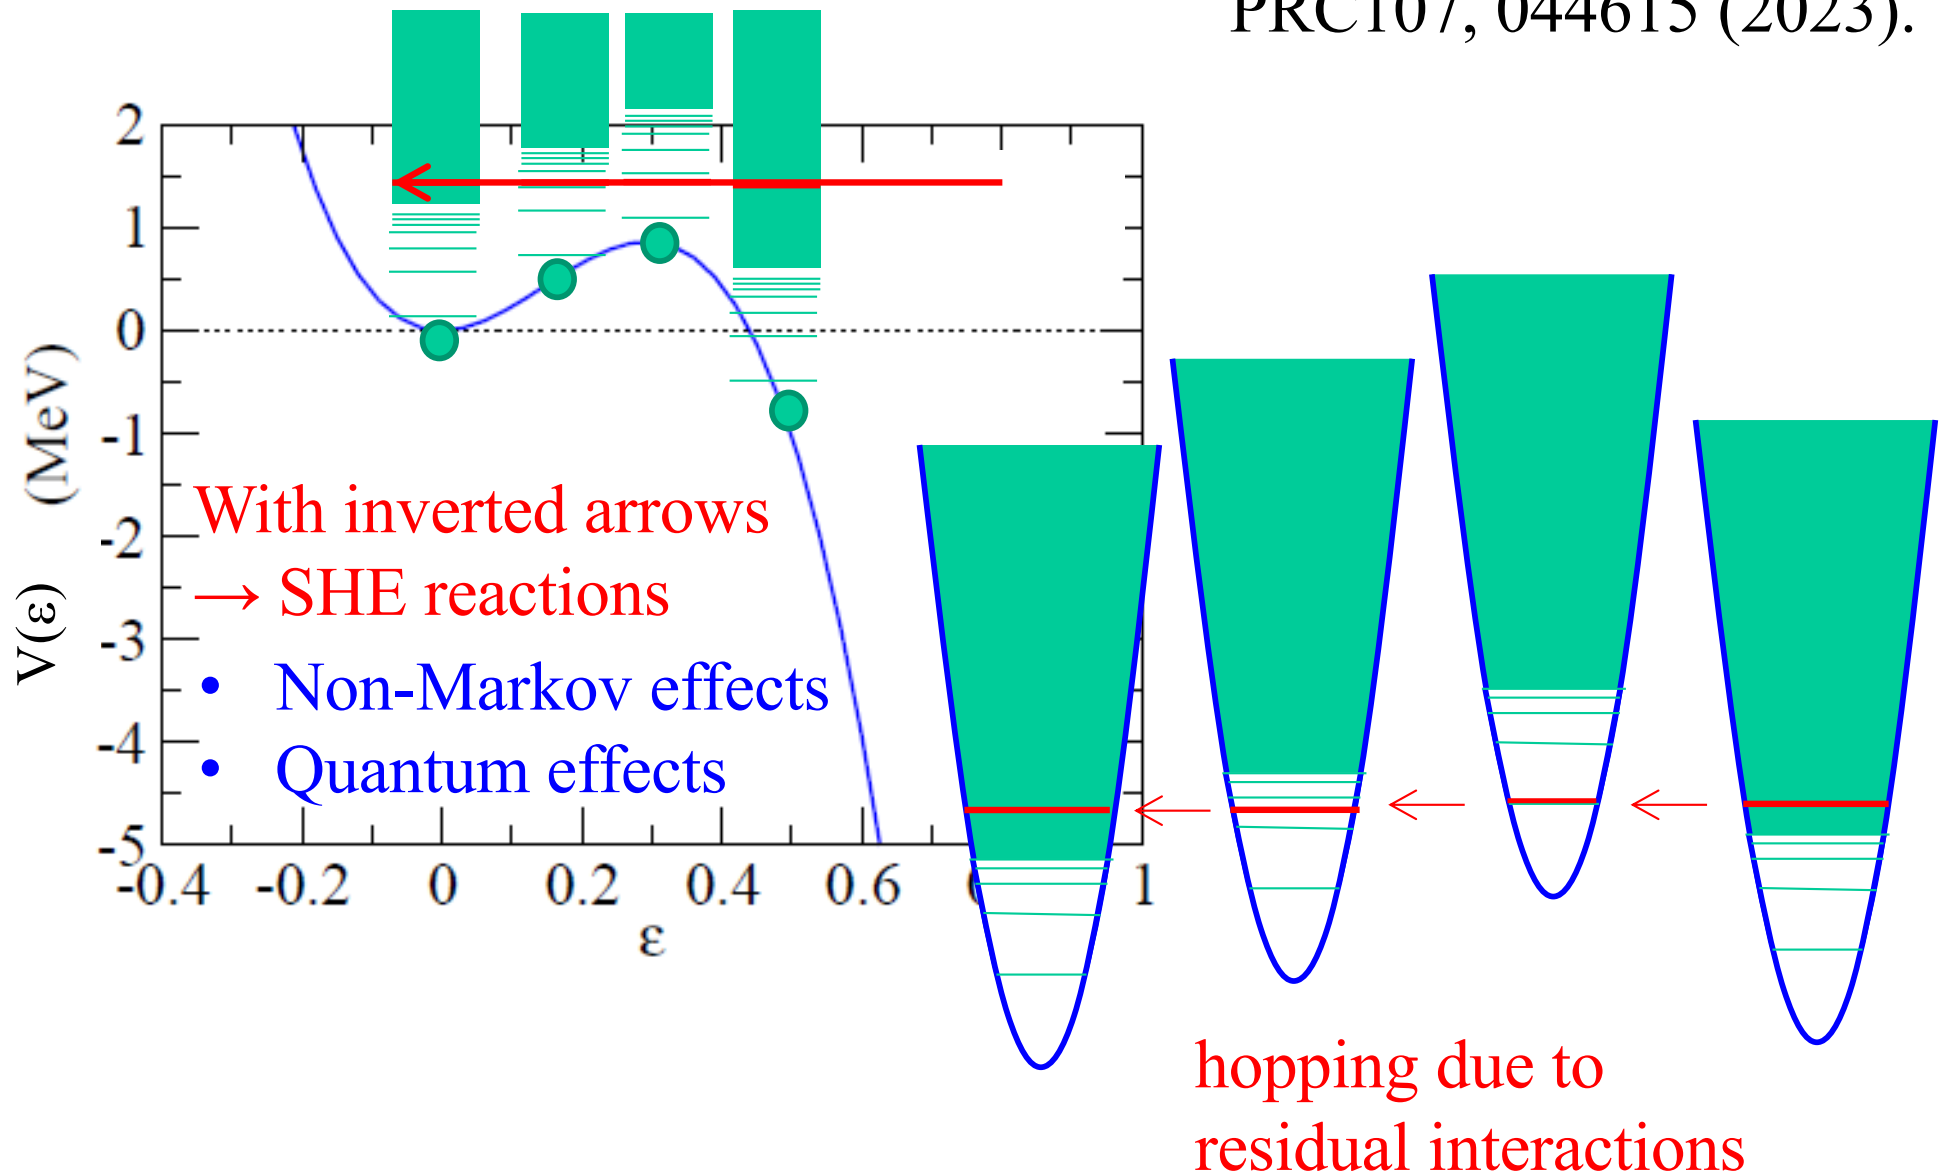 PRC107, 044615 (2023).
2
1
0
-1
-2
-3
-4
-5
V(ε) (MeV)
With inverted arrows
→ SHE reactions
• Non-Markov effects
• Quantum effects
-0.4 -0.2 0 0.2 0.4 0.6 1
ε
hopping due to
residual interactions